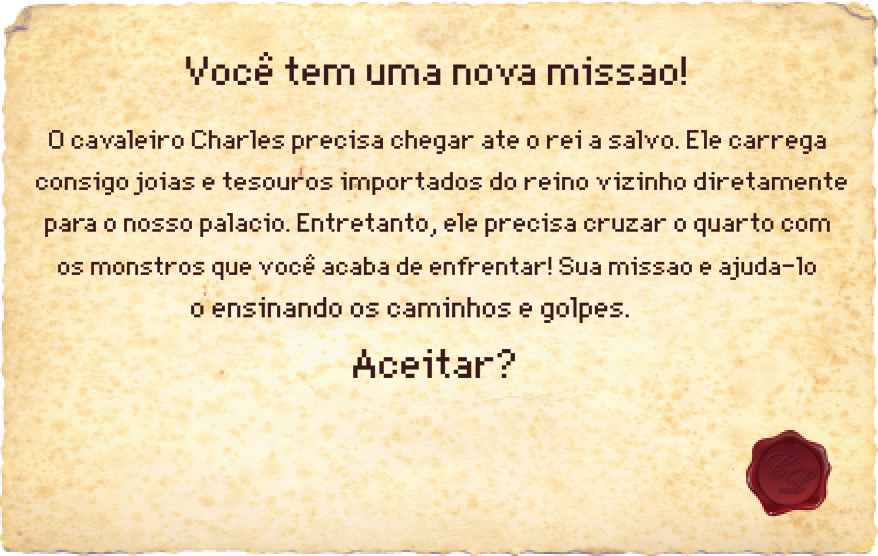 Você tem uma nova missao!
O cavaleiro Charles precisa chegar ate o rei a salvo. Ele carrega
consigo joias e tesouros importados do reino vizinho diretamente
para o nosso palacio. Entretanto, ele precisa cruzar o quarto com
os monstros que você acaba de enfrentar! Sua missao e ajuda-lo
o ensinando os caminhos e golpes.
Aceitar?